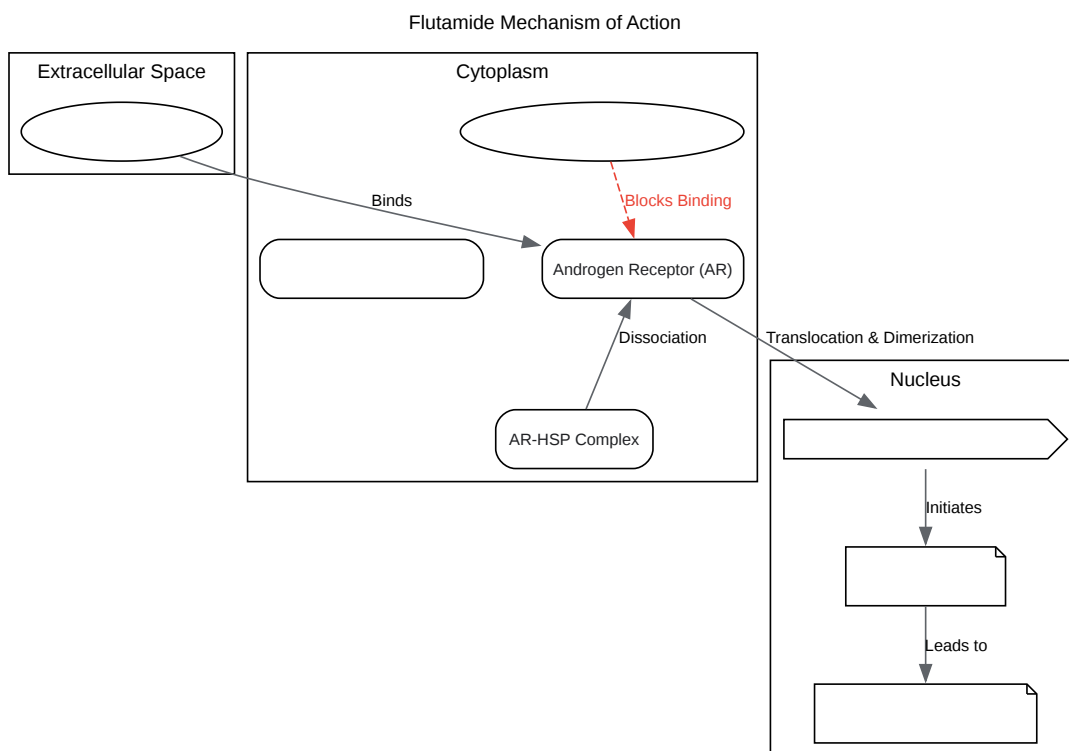 Flutamide Mechanism of Action
Extracellular Space
Cytoplasm
Binds
Blocks Binding
Androgen Receptor (AR)
Dissociation
Translocation & Dimerization
Nucleus
AR-HSP Complex
Initiates
Leads to